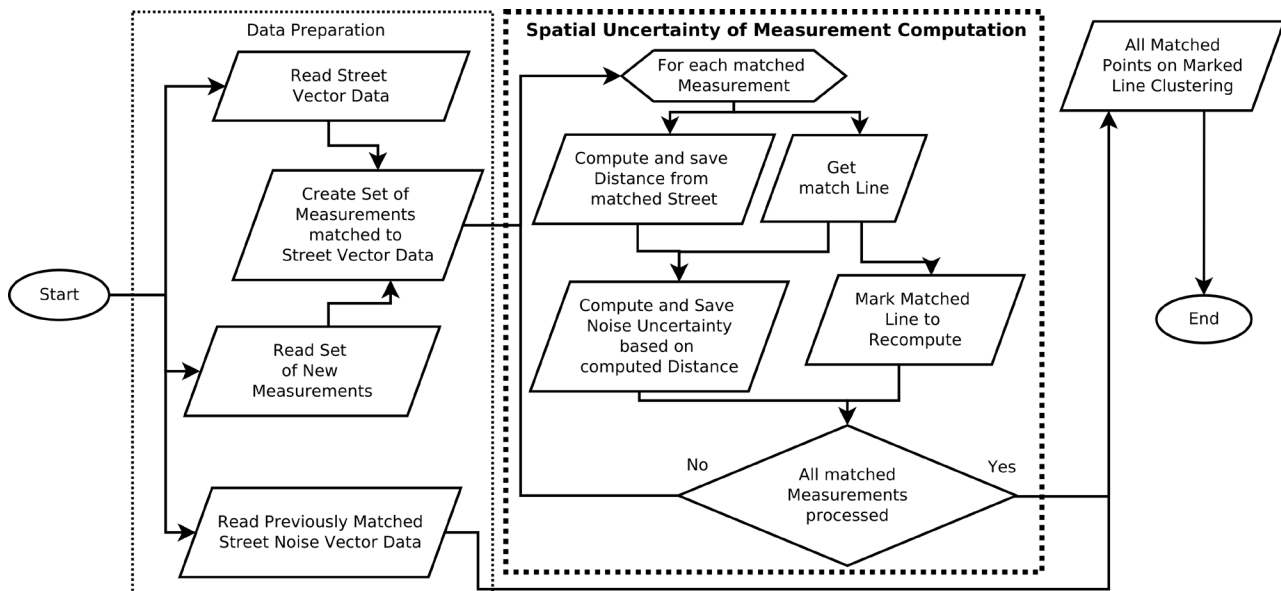 Data Preparation
Read Street
Vector Data
Create Set of
Measurements
matched to
Street Vector Data
Start
Read Set
of New
Measurements
Read Previously Matched
Street Noise Vector Data
Spatial Uncertainty of Measurement Computation
For each matched
Measurement
Compute and save
Distance from
matched Street
Get
match Line
Compute and Save
Noise Uncertainty
based on
computed Distance
Mark Matched
Line to
Recompute
No
All matched
Measurements
processed
Yes
All Matched
Points on Marked
Line Clustering
End